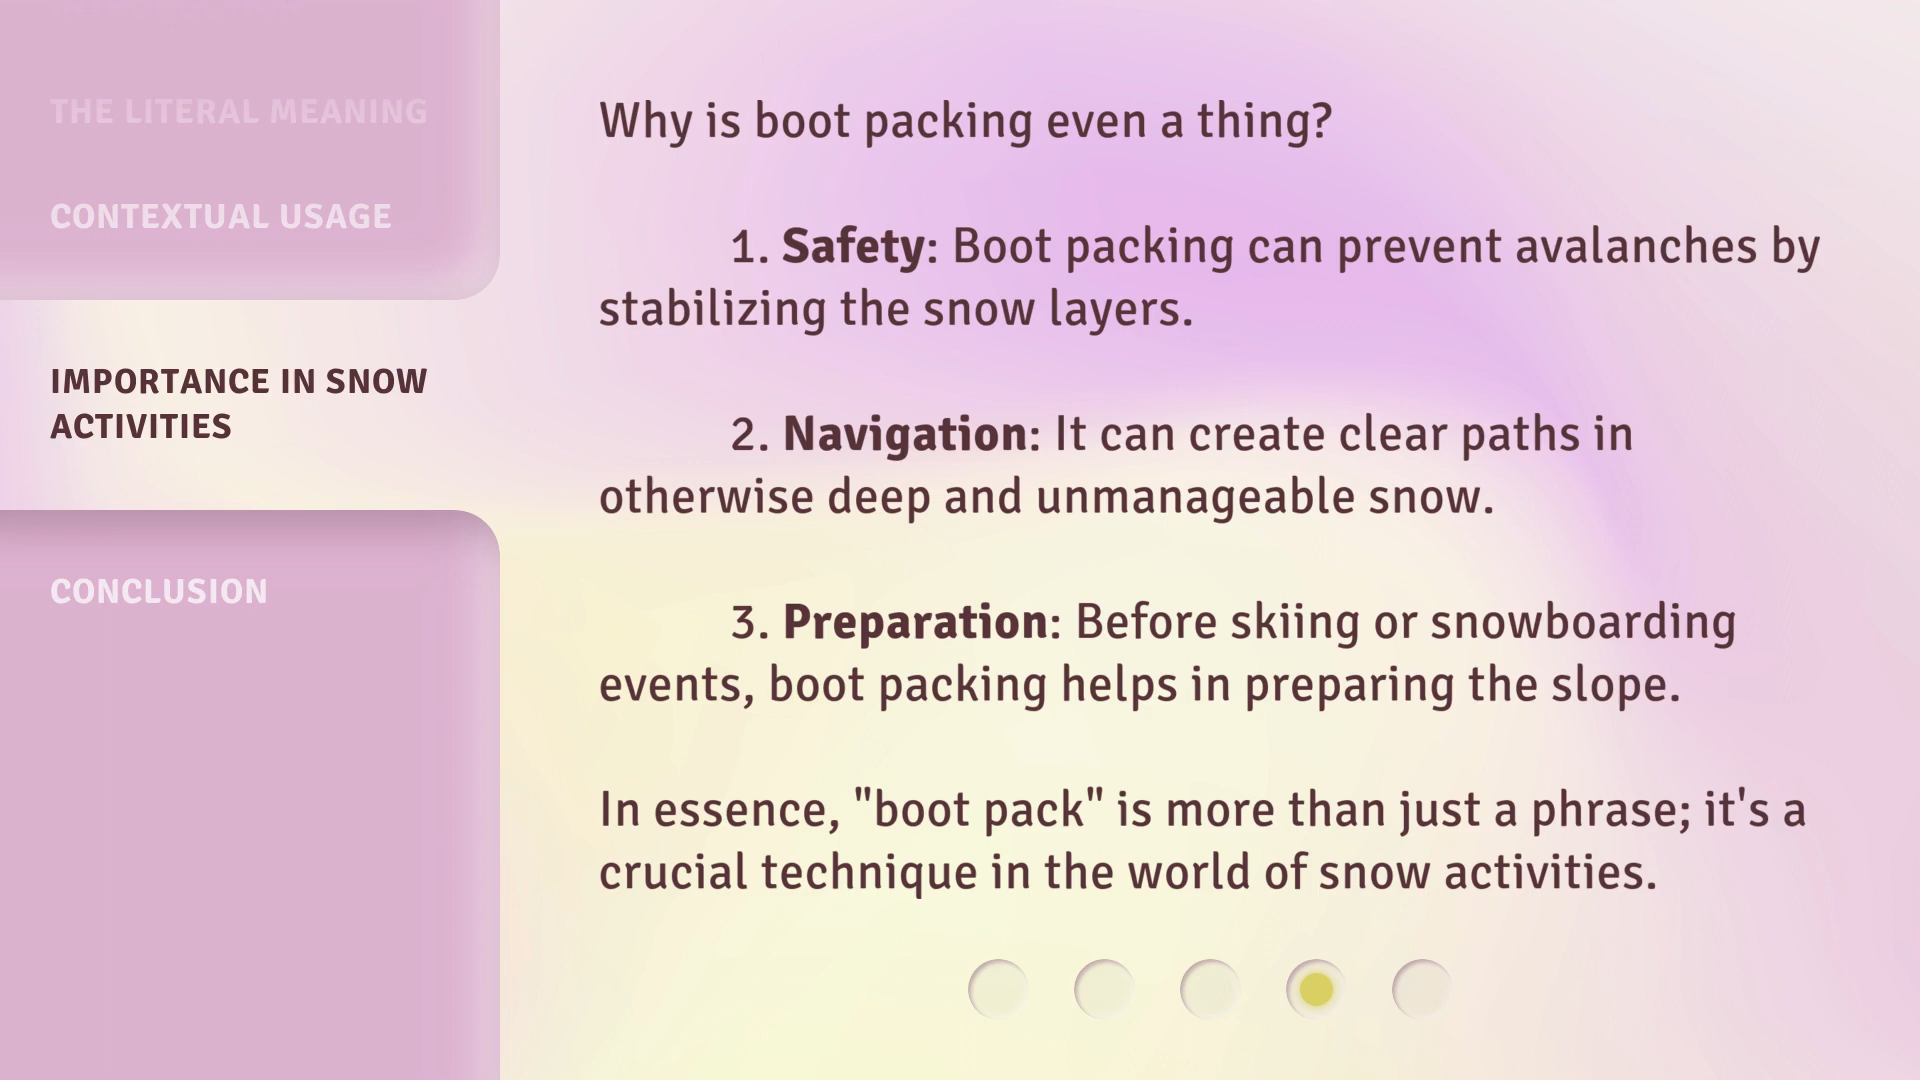 THE LITERAL MEANING
CONTEXTUAL USAGE
IMPORTANCE IN SNOW
ACTIVITIES
CONCLUSION
Why is boot packing even a thing?
1. Safety: Boot packing can prevent avalanches by
stabilizing the snow layers.
2. Navigation: It can create clear paths in
otherwise deep and unmanageable snow.
3. Preparation: Before skiing or snowboarding
events, boot packing helps in preparing the slope.
In essence, "boot pack" is more than just a phrase; it's a
crucial technique in the world of snow activities.